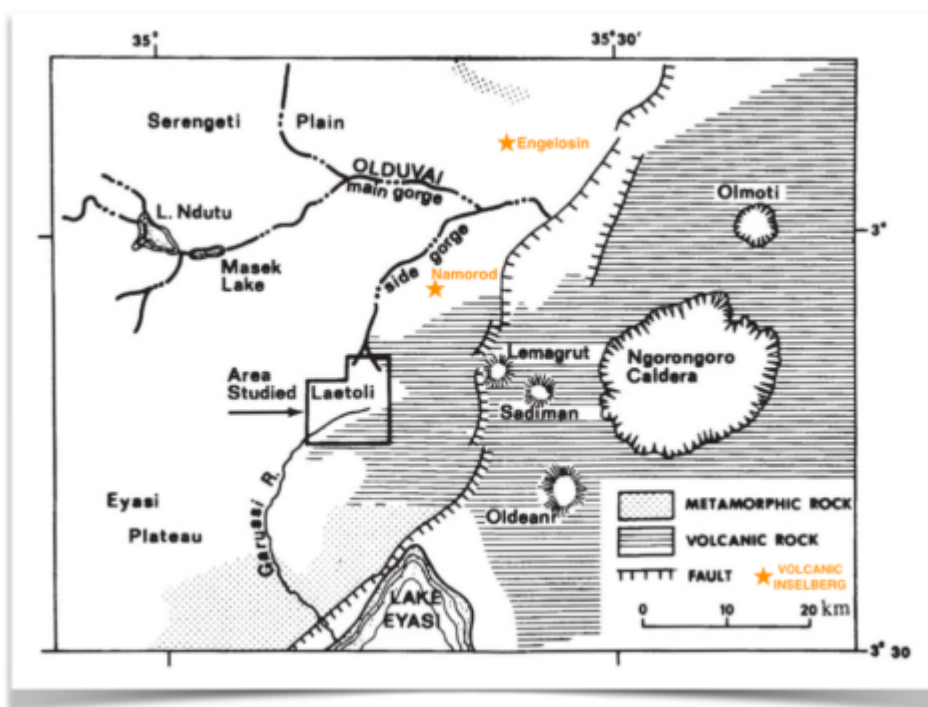 35°
35° 30'
Serengeti Plain
Engelosin
OLDUVAI
main gorge
Olmoti
L. Ndutu
3°
side gorge
Masek
Lake
Namorod
Lemagrut
Ngorongoro
Caldera
Area
Studied
Laetoli
Sadiman
Garusi R.
Eyasi
Plateau
Oldeani
METAMORPHIC ROCK
VOLCANIC ROCK
FAULT
VOLCANIC
INSELBERG
LAKE
EYASI
0 10 20 km
3° 30